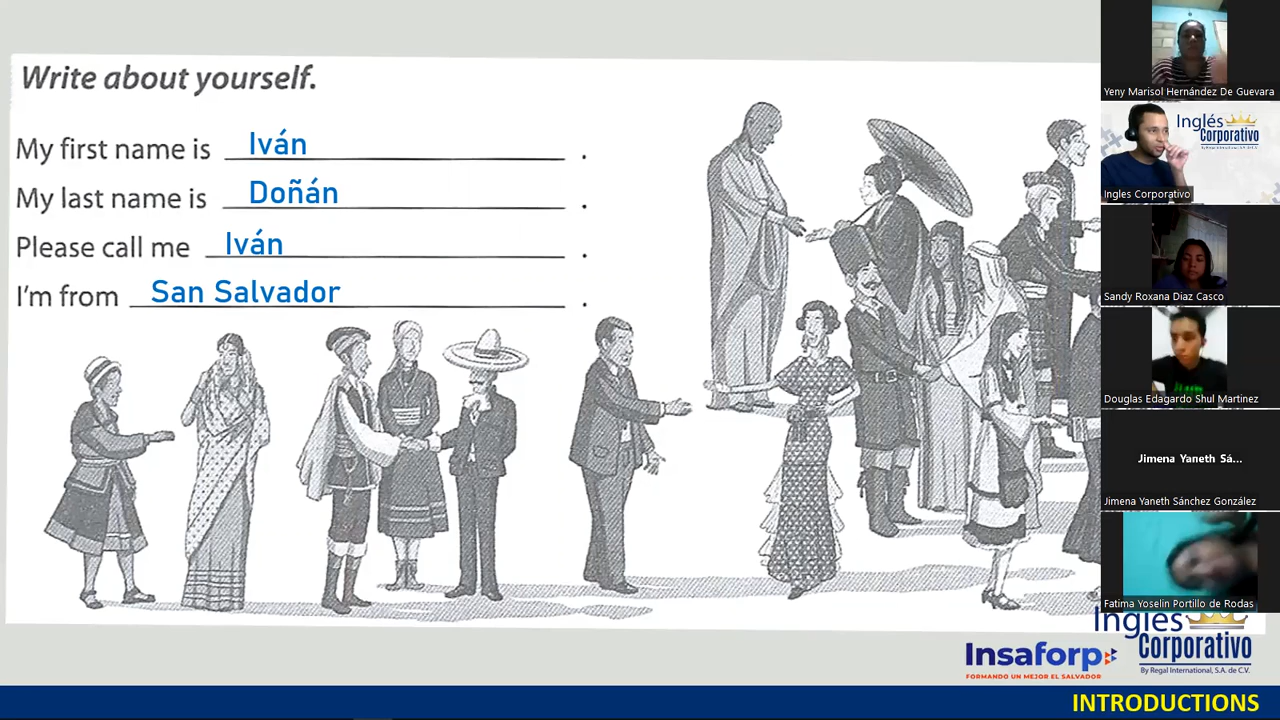 Write about yourself.
My first name is Iván .
My last name is Doñán .
Please call me Iván .
I'm from San Salvador .
Yeny Marisol Hernández De Guevara
Inglés
Corporativo
Ingles Corporativo
Sandy Roxana Diaz Casco
Douglas Edagardo Shul Martinez
Jimena Yaneth Sá...
Jimena Yaneth Sánchez González
Fatima Yoselin Portillo de Rodas
Insaforp
FORMANDO UN MEJOR EL SALVADOR
Inglés
Corporativo
By Regal International, S.A. de C.V.
INTRODUCTIONS